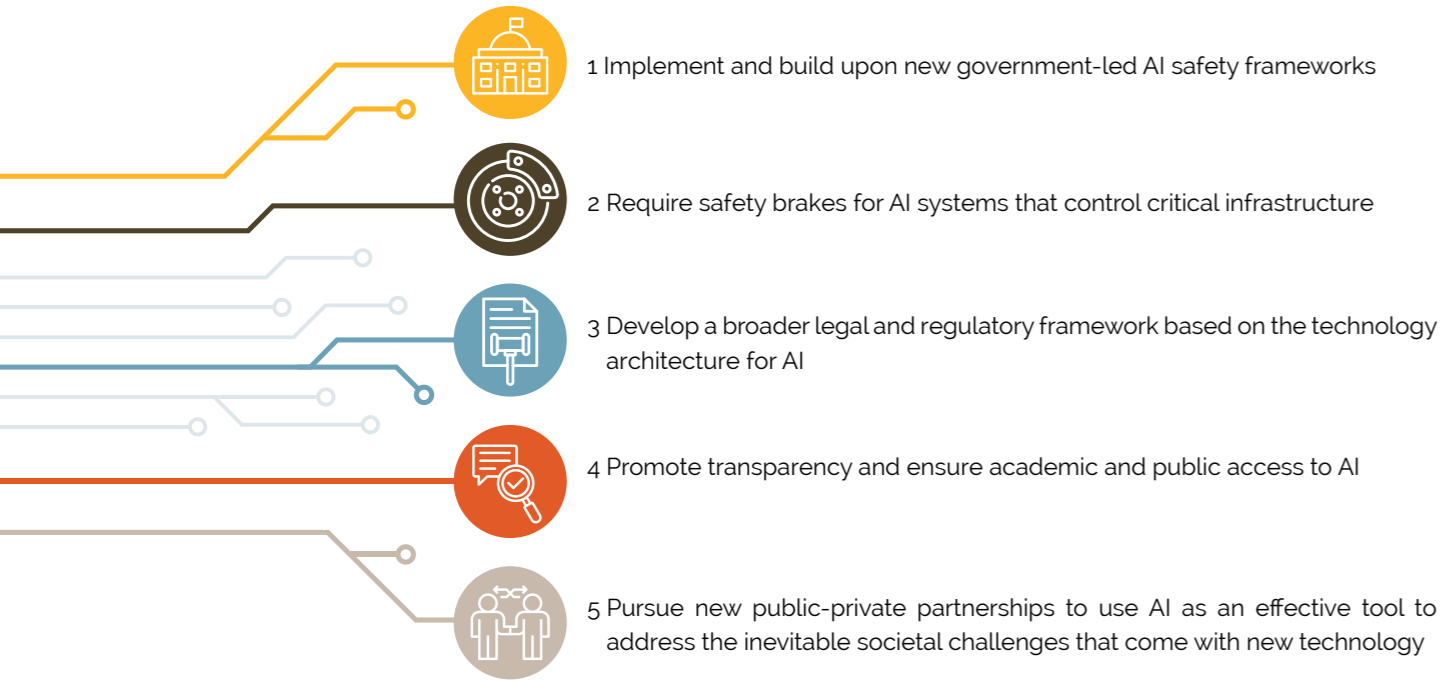 1 Implement and build upon new government-led AI safety frameworks
2 Require safety brakes for AI systems that control critical infrastructure
3 Develop a broader legal and regulatory framework based on the technology
architecture for AI
4 Promote transparency and ensure academic and public access to AI
5 Pursue new public-private partnerships to use AI as an effective tool to
address the inevitable societal challenges that come with new technology